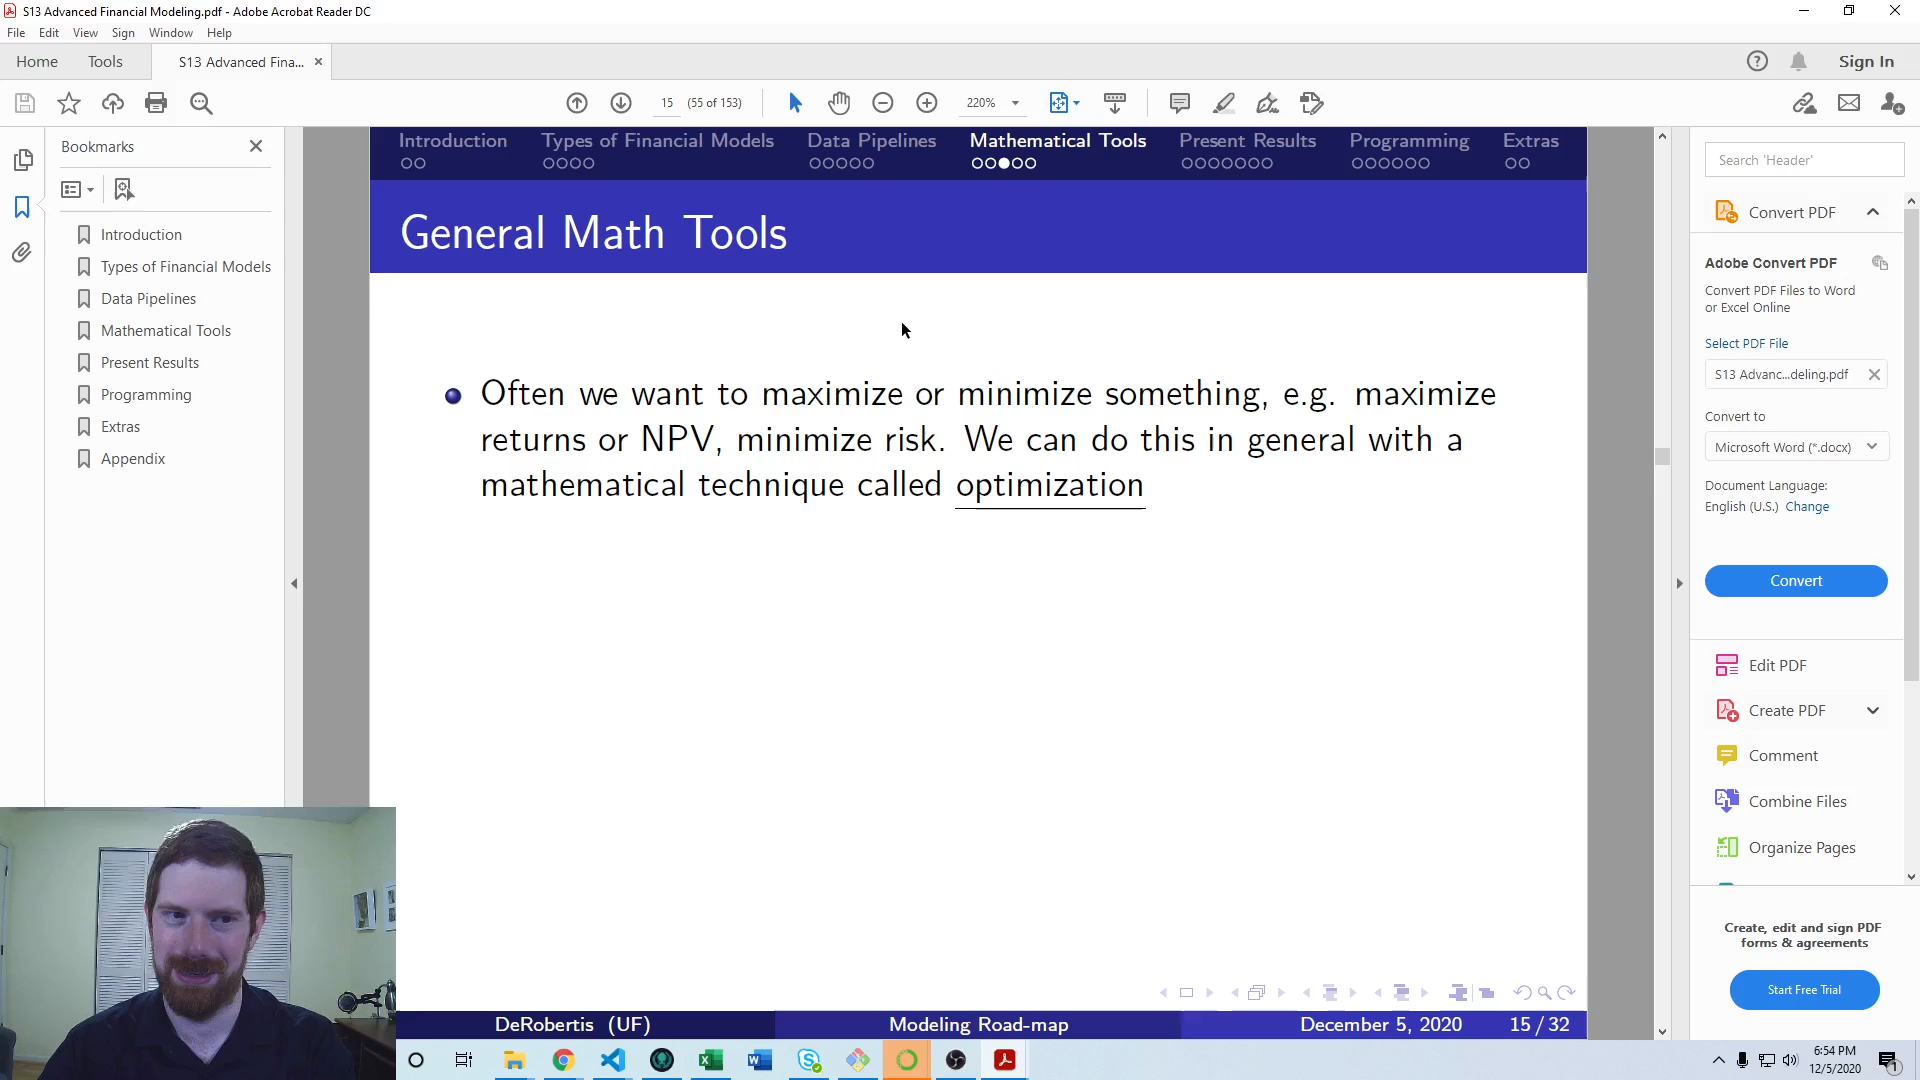 S13 Advanced Financial Modeling.pdf - Adobe Acrobat Reader DC
File Edit View Sign Window Help
Home Tools S13 Advanced Fina... Sign In
15 (55 of 153) 220%
Bookmarks
Introduction
Types of Financial Models
Data Pipelines
Mathematical Tools
Present Results
Programming
Extras
Appendix
Introduction Types of Financial Models Data Pipelines Mathematical Tools Present Results Programming Extras
General Math Tools
Often we want to maximize or minimize something, e.g. maximize
returns or NPV, minimize risk. We can do this in general with a
mathematical technique called optimization
DeRobertis (UF) Modeling Road-map December 5, 2020 15 / 32
Search 'Header'
Convert PDF
Adobe Convert PDF
Convert PDF Files to Word
or Excel Online
Select PDF File
S13 Advanc...deling.pdf
Convert to
Microsoft Word (*.docx)
Document Language:
English (U.S.) Change
Convert
Edit PDF
Create PDF
Comment
Combine Files
Organize Pages
Create, edit and sign PDF
forms & agreements
Start Free Trial
6:54 PM
12/5/2020
1